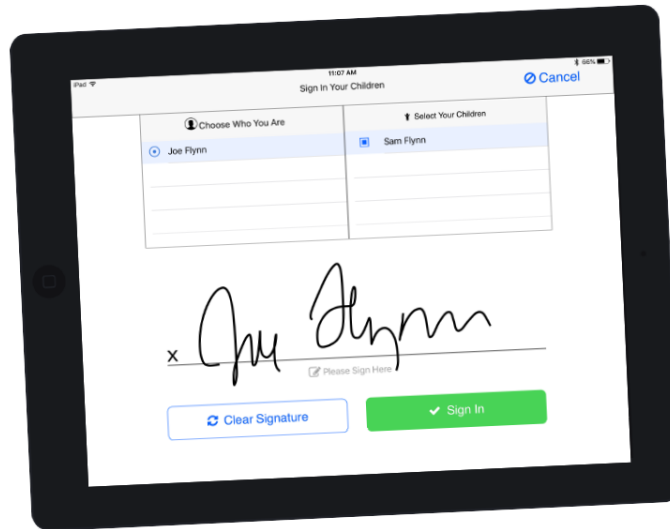 iPad 11:07 AM 66%
Sign In Your Children Cancel
Choose Who You Are Select Your Children
Joe Flynn Sam Flynn
x Joe Flynn
Please Sign Here
Clear Signature Sign In